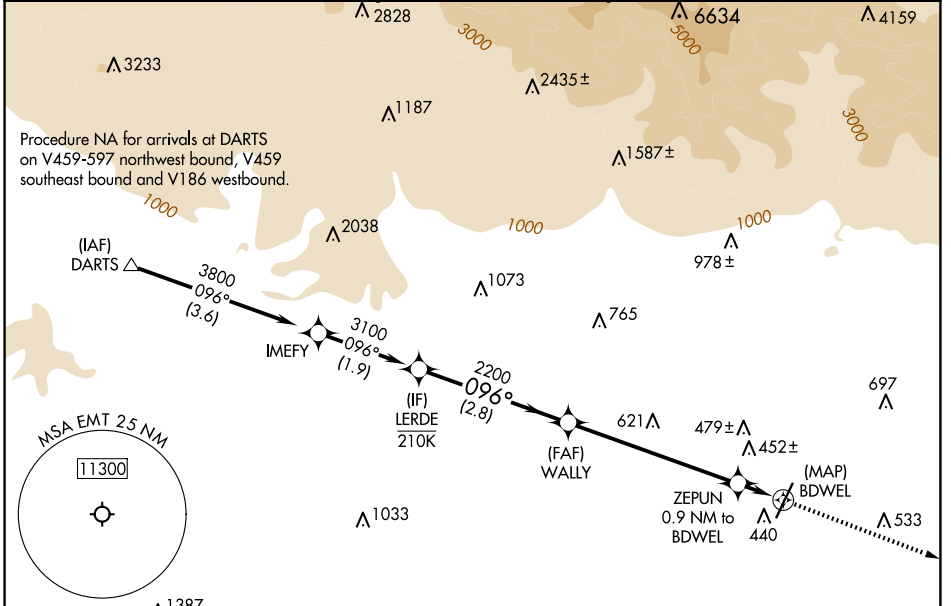 2828
3000
6634
5000
4159
3233
2435±
1187
3000
Procedure NA for arrivals at DARTS
on V459-597 northwest bound, V459
southeast bound and V186 westbound.
1587±
1000
2038
1000
1000
978±
(IAF)
DARTS
3800
096°
(3.6)
1073
765
IMEFY
3100
096°
(1.9)
2200
096°
(2.8)
(IF)
LERDE
210K
697
621
479±
452±
MSA EMT 25 NM
11300
(FAF)
WALLY
(MAP)
BDWEL
ZEPUN
0.9 NM to
BDWEL
440
533
1033
1387